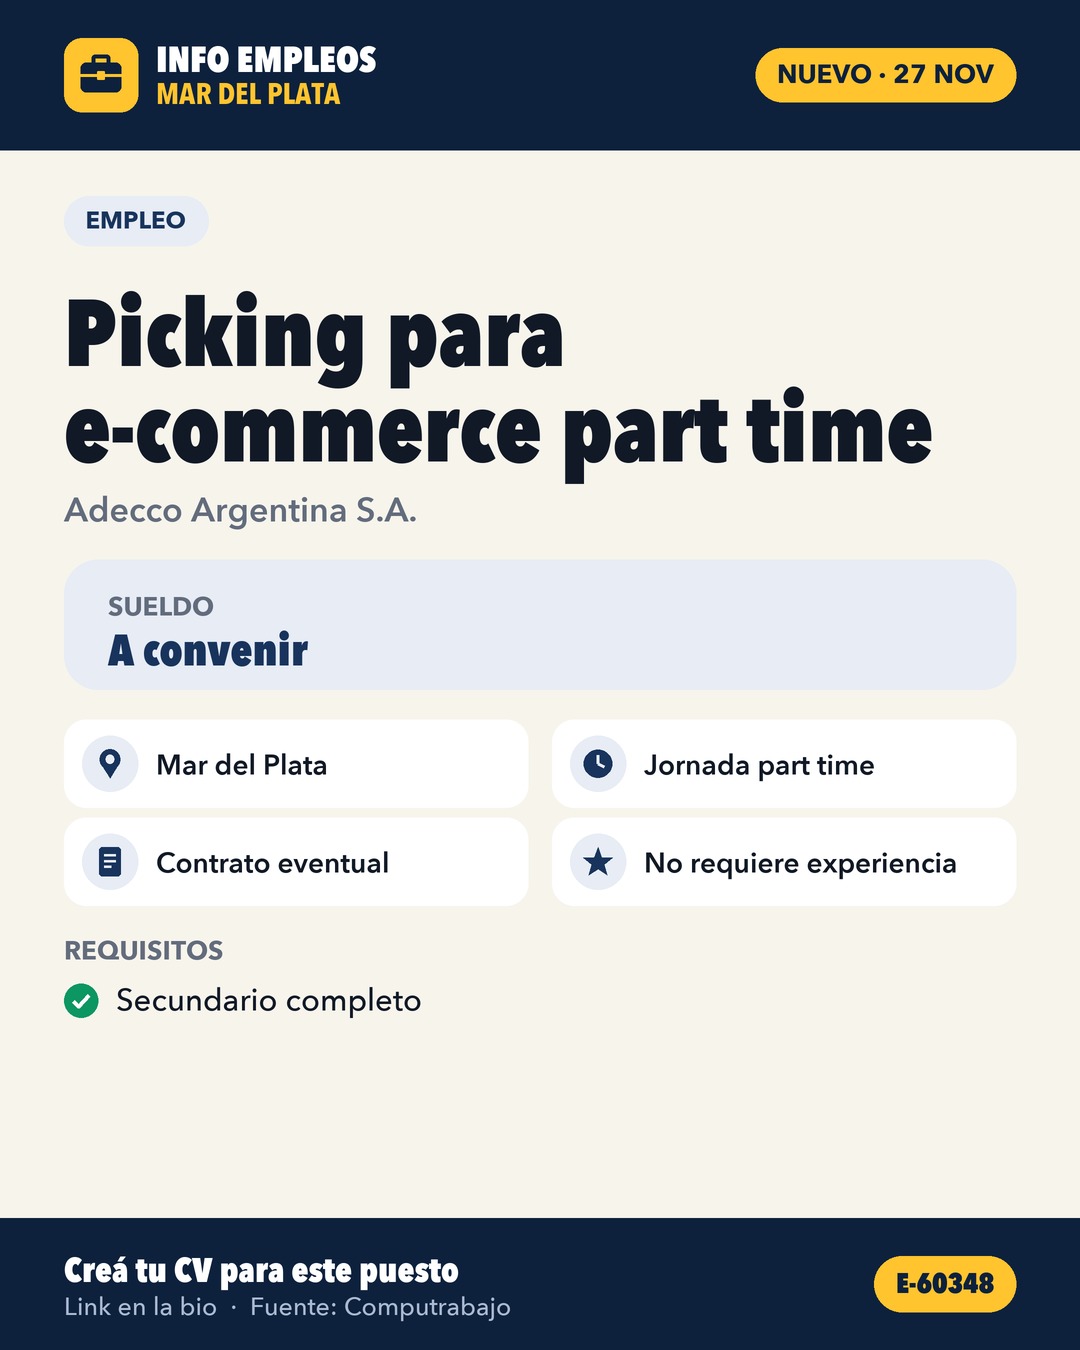 INFO EMPLEOS
MAR DEL PLATA
NUEVO · 27 NOV
EMPLEO
Picking para
e-commerce part time
Adecco Argentina S.A.
SUELDO
A convenir
Mar del Plata
Jornada part time
Contrato eventual
No requiere experiencia
REQUISITOS
Secundario completo
Creá tu CV para este puesto
Link en la bio · Fuente: Computrabajo
E-60348